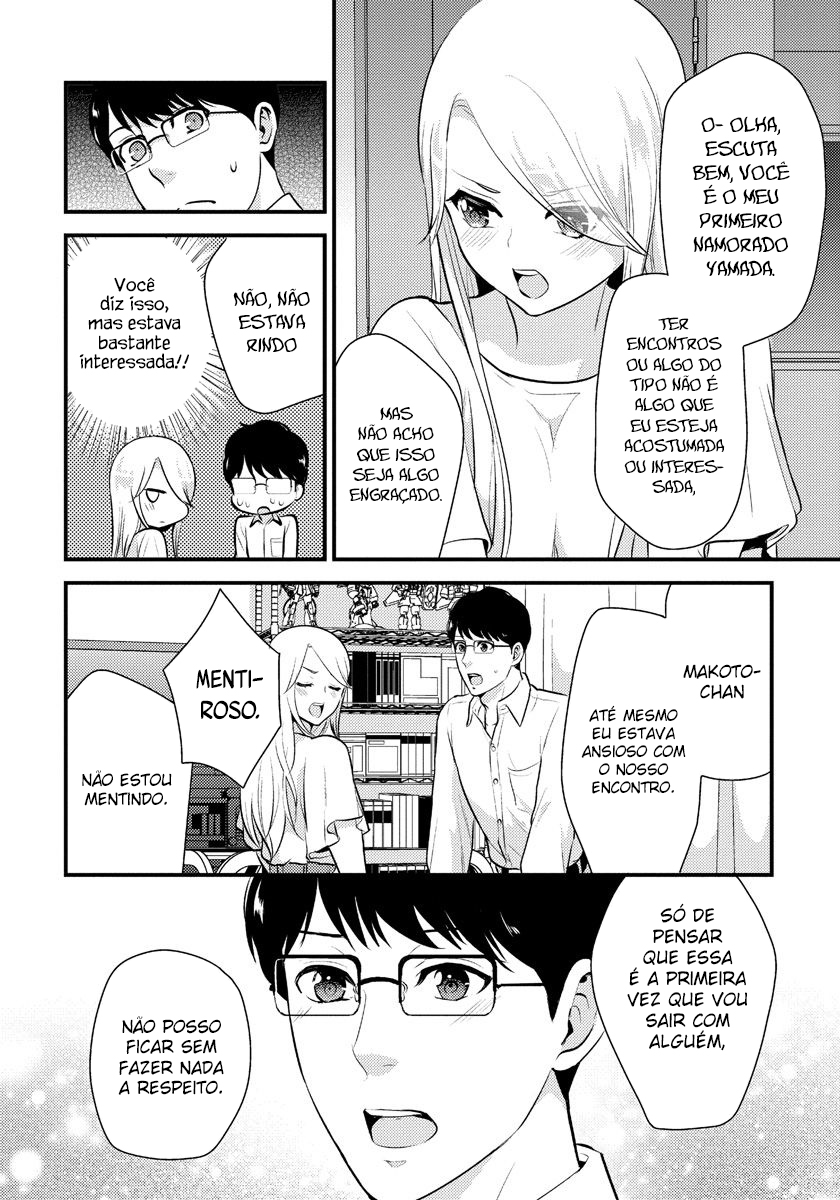 O- OLHA,
ESCUTA
BEM, VOCÊ
É O MEU
PRIMEIRO
NAMORADO
YAMADA.
TER
ENCONTROS
OU ALGO DO
TIPO NÃO É
ALGO QUE
EU ESTEJA
ACOSTUMADA
OU INTERES-
SADA,
MAS
NÃO ACHO
QUE ISSO
SEJA ALGO
ENGRAÇADO.
NÃO, NÃO
ESTAVA
RINDO
Você
diz isso,
mas estava
bastante
interessada!!
MAKOTO-
CHAN
ATÉ MESMO
EU ESTAVA
ANSIOSO COM
O NOSSO
ENCONTRO.
MENTI-
ROSO.
NÃO ESTOU
MENTINDO.
SÓ DE
PENSAR
QUE ESSA
É A PRIMEIRA
VEZ QUE VOU
SAIR COM
ALGUÉM,
NÃO POSSO
FICAR SEM
FAZER NADA
A RESPEITO.